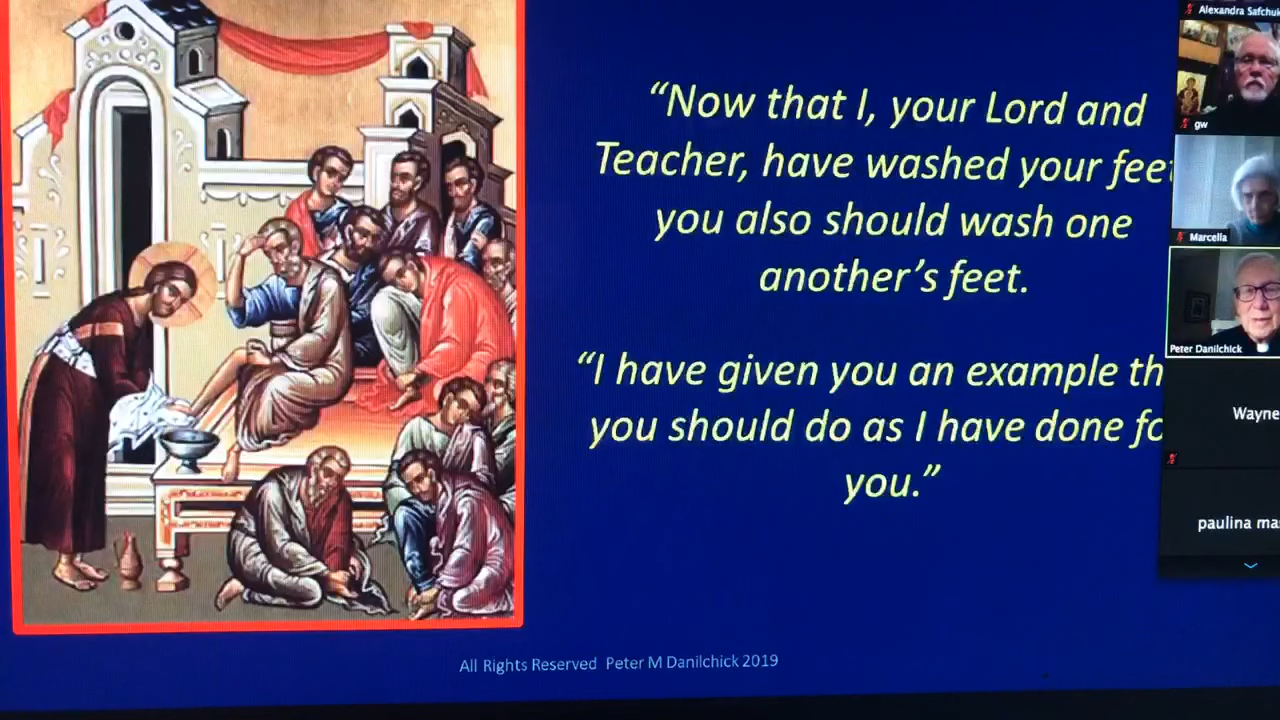 “Now that I, your Lord and
Teacher, have washed your feet
you also should wash one
another’s feet.
“I have given you an example th
you should do as I have done fo
you.”
All Rights Reserved Peter M Danilchick 2019
Alexandra Safchuk
gw
Marcella
Peter Danilchick
Wayne
paulina ma